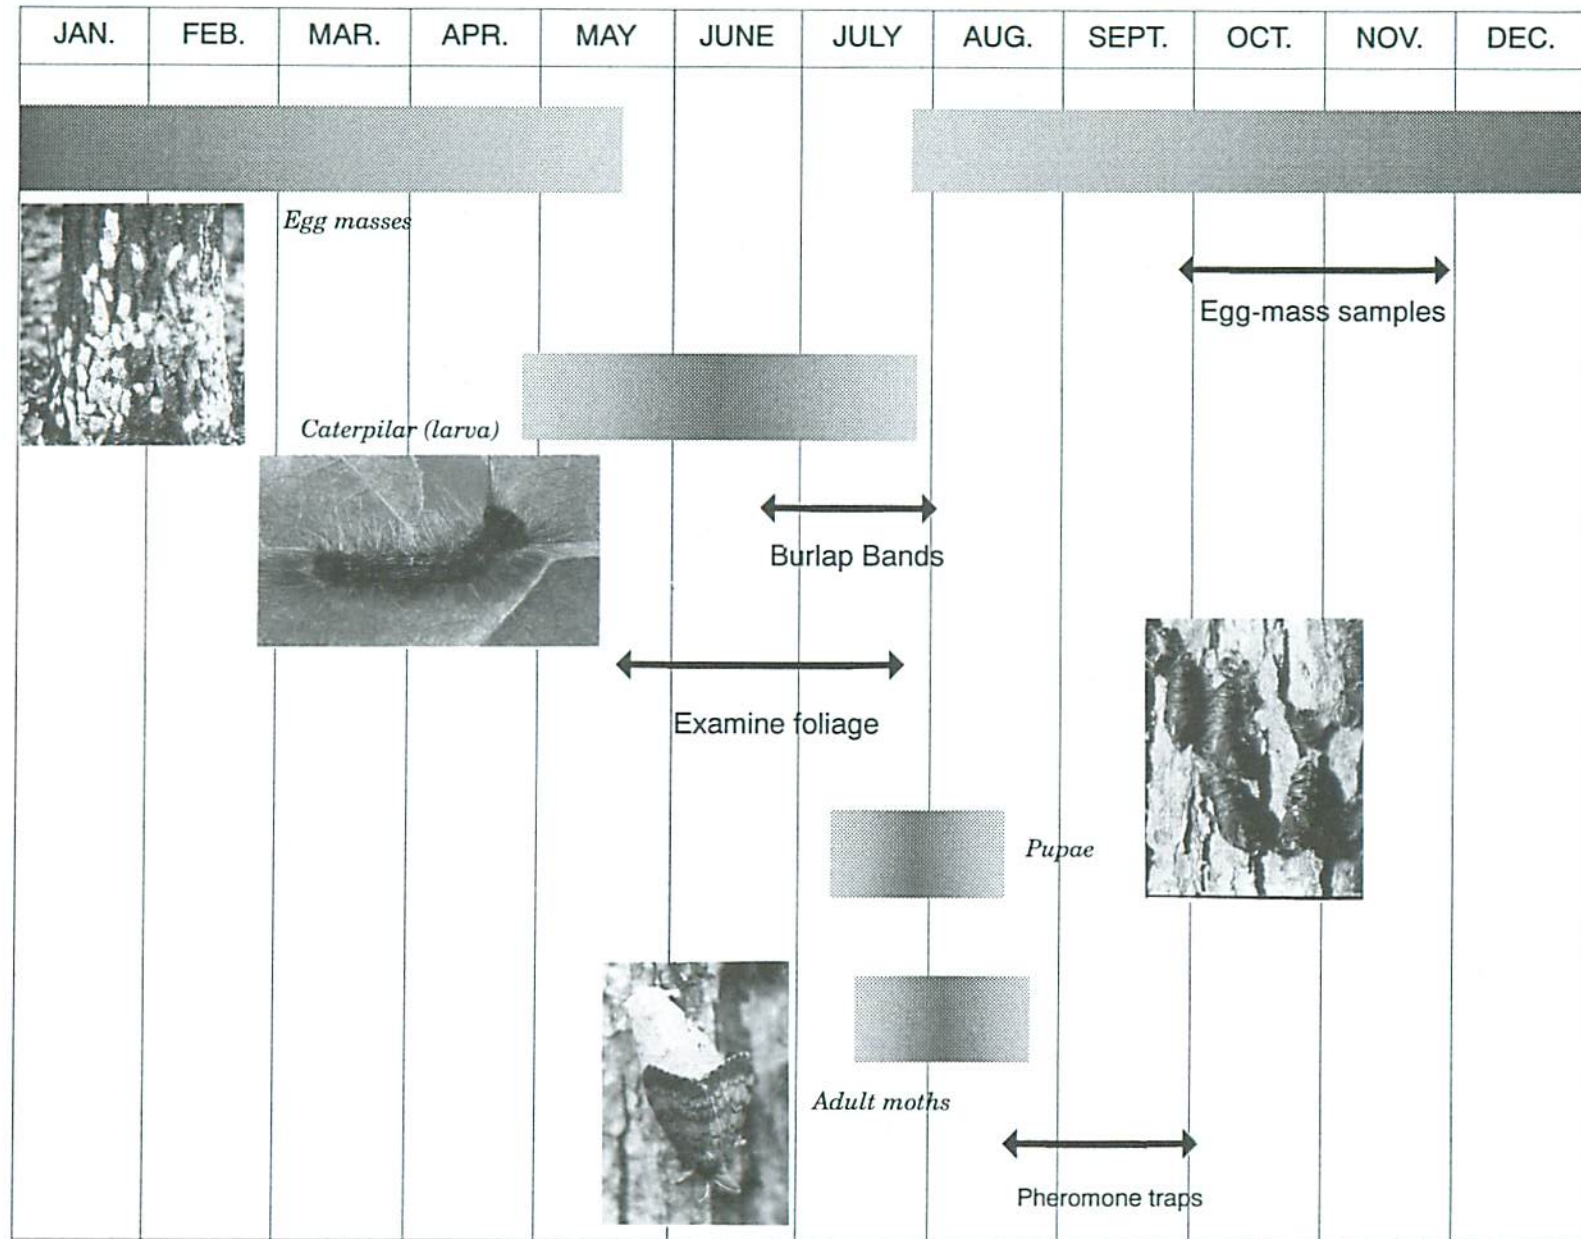 JAN. FEB. MAR. APR. MAY JUNE JULY AUG. SEPT. OCT. NOV. DEC.
Egg masses
Egg-mass samples
Caterpilar (larva)
Burlap Bands
Examine foliage
Pupae
Adult moths
Pheromone traps